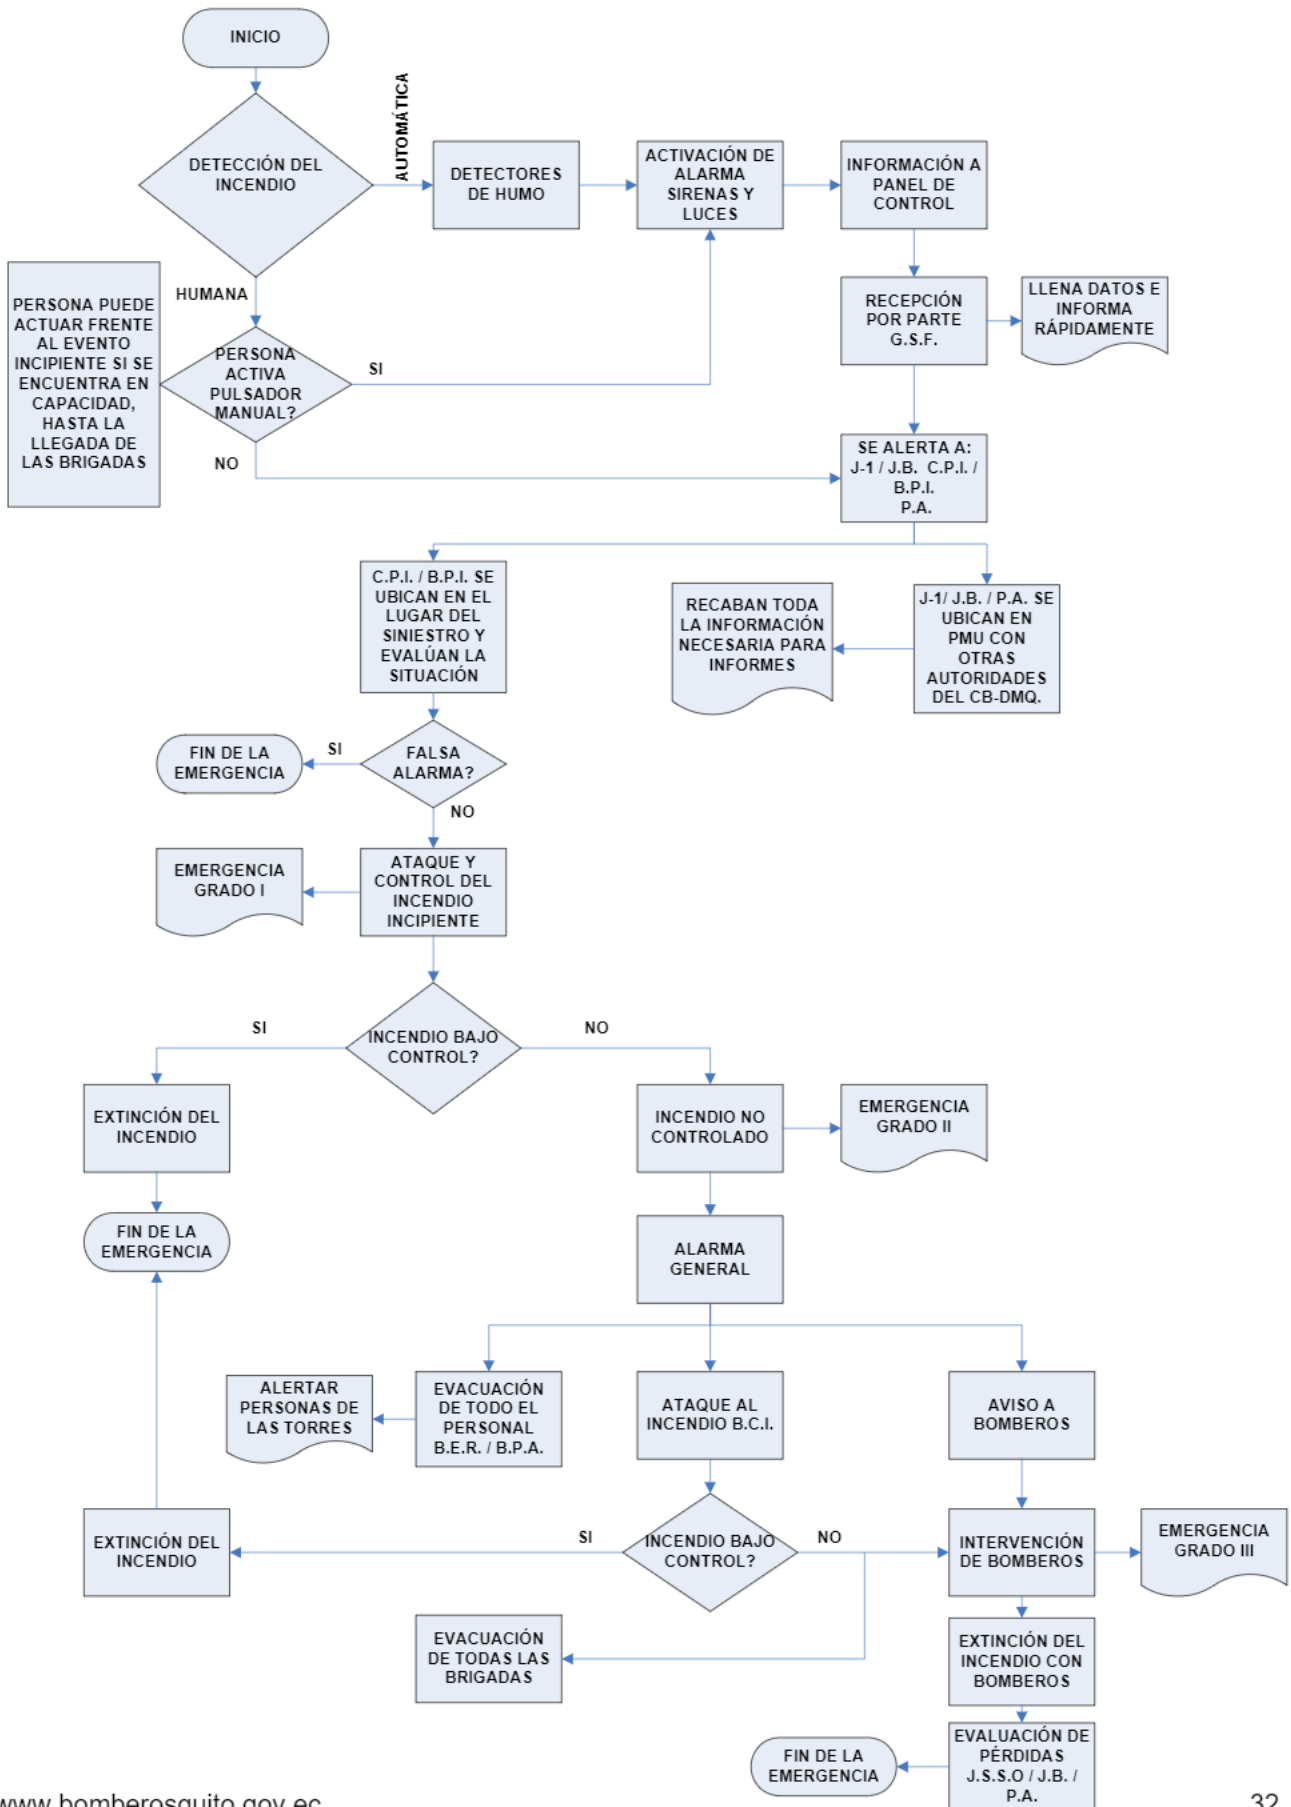 INICIO
AUTOMÁTICA
DETECCIÓN DEL
INCENDIO
DETECTORES
DE HUMO
ACTIVACIÓN DE
ALARMA
SIRENAS Y
LUCES
INFORMACIÓN A
PANEL DE
CONTROL
HUMANA
PERSONA PUEDE
ACTUAR FRENTE
AL EVENTO
INCIPIENTE SI SE
ENCUENTRA EN
CAPACIDAD,
HASTA LA
LLEGADA DE
LAS BRIGADAS
PERSONA
ACTIVA
PULSADOR
MANUAL?
SI
NO
RECEPCIÓN
POR PARTE
G.S.F.
LLENA DATOS E
INFORMA
RÁPIDAMENTE
SE ALERTA A:
J-1 / J.B. C.P.I. /
B.P.I.
P.A.
C.P.I. / B.P.I. SE
UBICAN EN EL
LUGAR DEL
SINIESTRO Y
EVALÚAN LA
SITUACIÓN
RECABAN TODA
LA INFORMACIÓN
NECESARIA PARA
INFORMES
J-1/ J.B. / P.A. SE
UBICAN EN
PMU CON
OTRAS
AUTORIDADES
DEL CB-DMQ.
FIN DE LA
EMERGENCIA
SI
FALSA
ALARMA?
NO
EMERGENCIA
GRADO I
ATAQUE Y
CONTROL DEL
INCENDIO
INCIPIENTE
SI
INCENDIO BAJO
CONTROL?
NO
EXTINCIÓN DEL
INCENDIO
INCENDIO NO
CONTROLADO
EMERGENCIA
GRADO II
FIN DE LA
EMERGENCIA
ALARMA
GENERAL
ALERTAR
PERSONAS DE
LAS TORRES
EVACUACIÓN
DE TODO EL
PERSONAL
B.E.R. / B.P.A.
ATAQUE AL
INCENDIO B.C.I.
AVISO A
BOMBEROS
EXTINCIÓN DEL
INCENDIO
SI
INCENDIO BAJO
CONTROL?
NO
INTERVENCIÓN
DE BOMBEROS
EMERGENCIA
GRADO III
EVACUACIÓN
DE TODAS LAS
BRIGADAS
EXTINCIÓN DEL
INCENDIO CON
BOMBEROS
FIN DE LA
EMERGENCIA
EVALUACIÓN DE
PÉRDIDAS
J.S.S.O / J.B. /
P.A.
www.bomberosquito.gov.ec
32